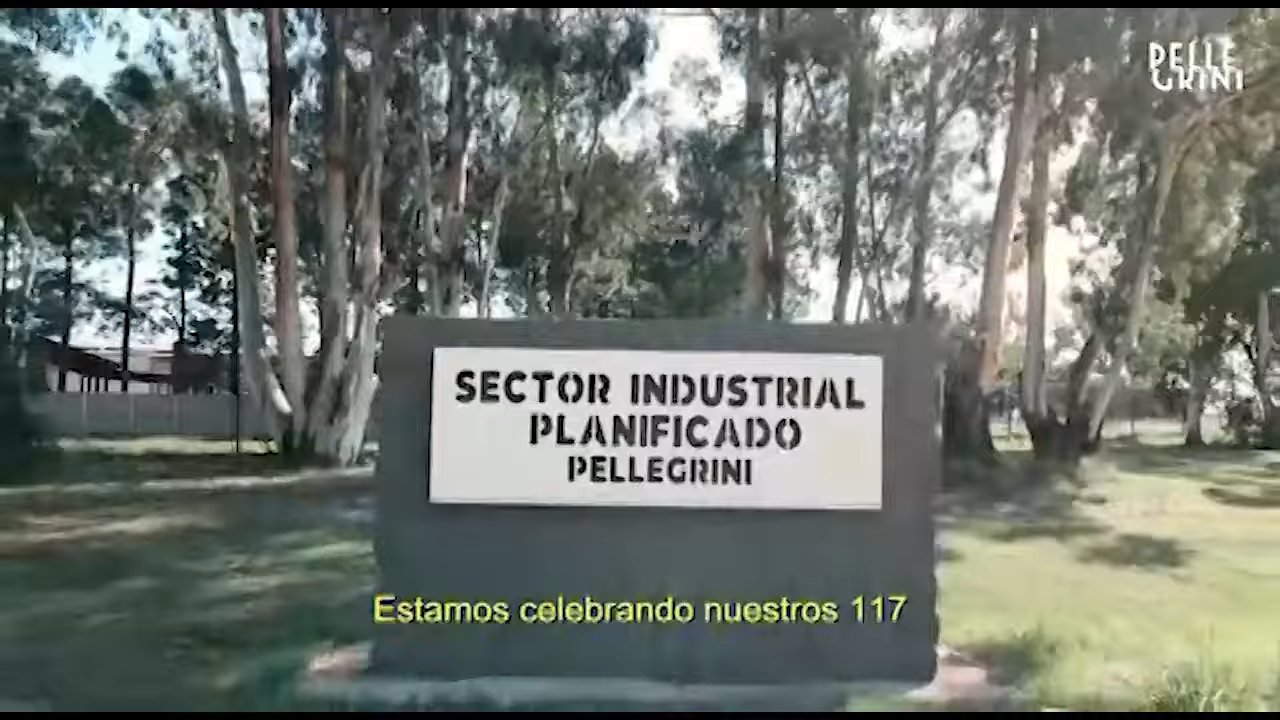 PELLE
GRINI
SECTOR INDUSTRIAL
PLANIFICADO
PELLEGRINI
Estamos celebrando nuestros 117